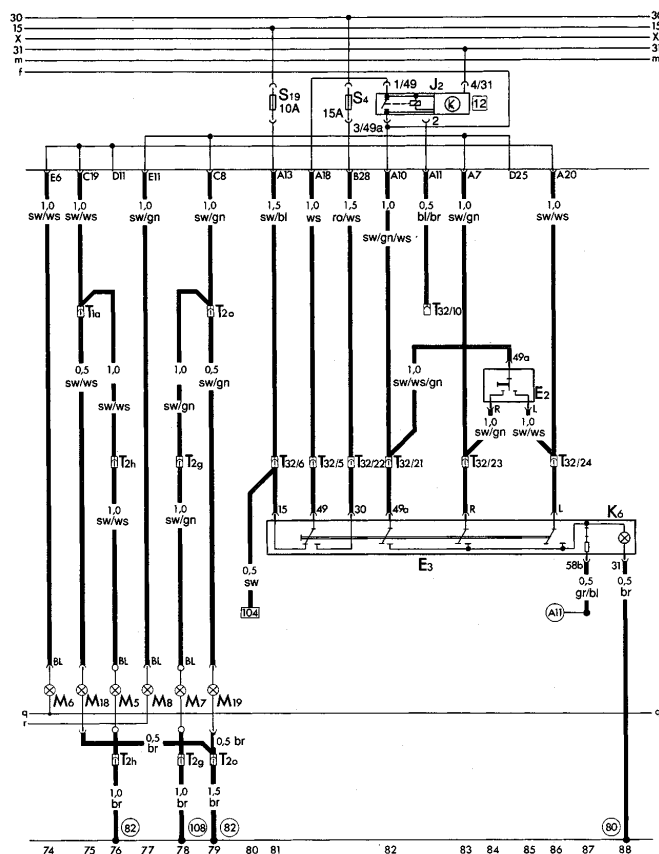 30 30
15 15
X X
31 31
m m
f
S19
10A
S4
15A
1/49 J2 4/31
K 12
3/49a 2
E6 C19 D11 E11 C8 A13 A18 B28 A10 A11 A7 D25 A20
1,0 1,0 1,0 1,0 1,5 1,0 1,5 1,0 0,5 1,0 1,0
sw/ws sw/ws sw/gn sw/gn sw/bl ws ro/ws bl/br sw/gn sw/ws
sw/gn/ws
T1a T2o T32/10
49a
0,5 1,0 1,0 0,5 1,0
sw/ws sw/gn sw/ws/gn
E2
sw/ws sw/gn
R L
1,0 1,0
sw/gn sw/ws
T2h T2g T32/6 T32/5 T32/22 T32/21 T32/23 T32/24
1,0 1,0
sw/ws sw/gn
15 49 30 49a R L K6
E3
58b 31
0,5
sw
0,5 0,5
gr/bl br
104
A11
BL BL BL BL
M6 M18 M5 M8 M7 M19
q q
r
0,5
br
0,5 br
T2h T2g T2o
1,0 1,0 1,5
br br br
82 108 82 80
74 75 76 77 78 79 80 81 82 83 84 85 86 87 88